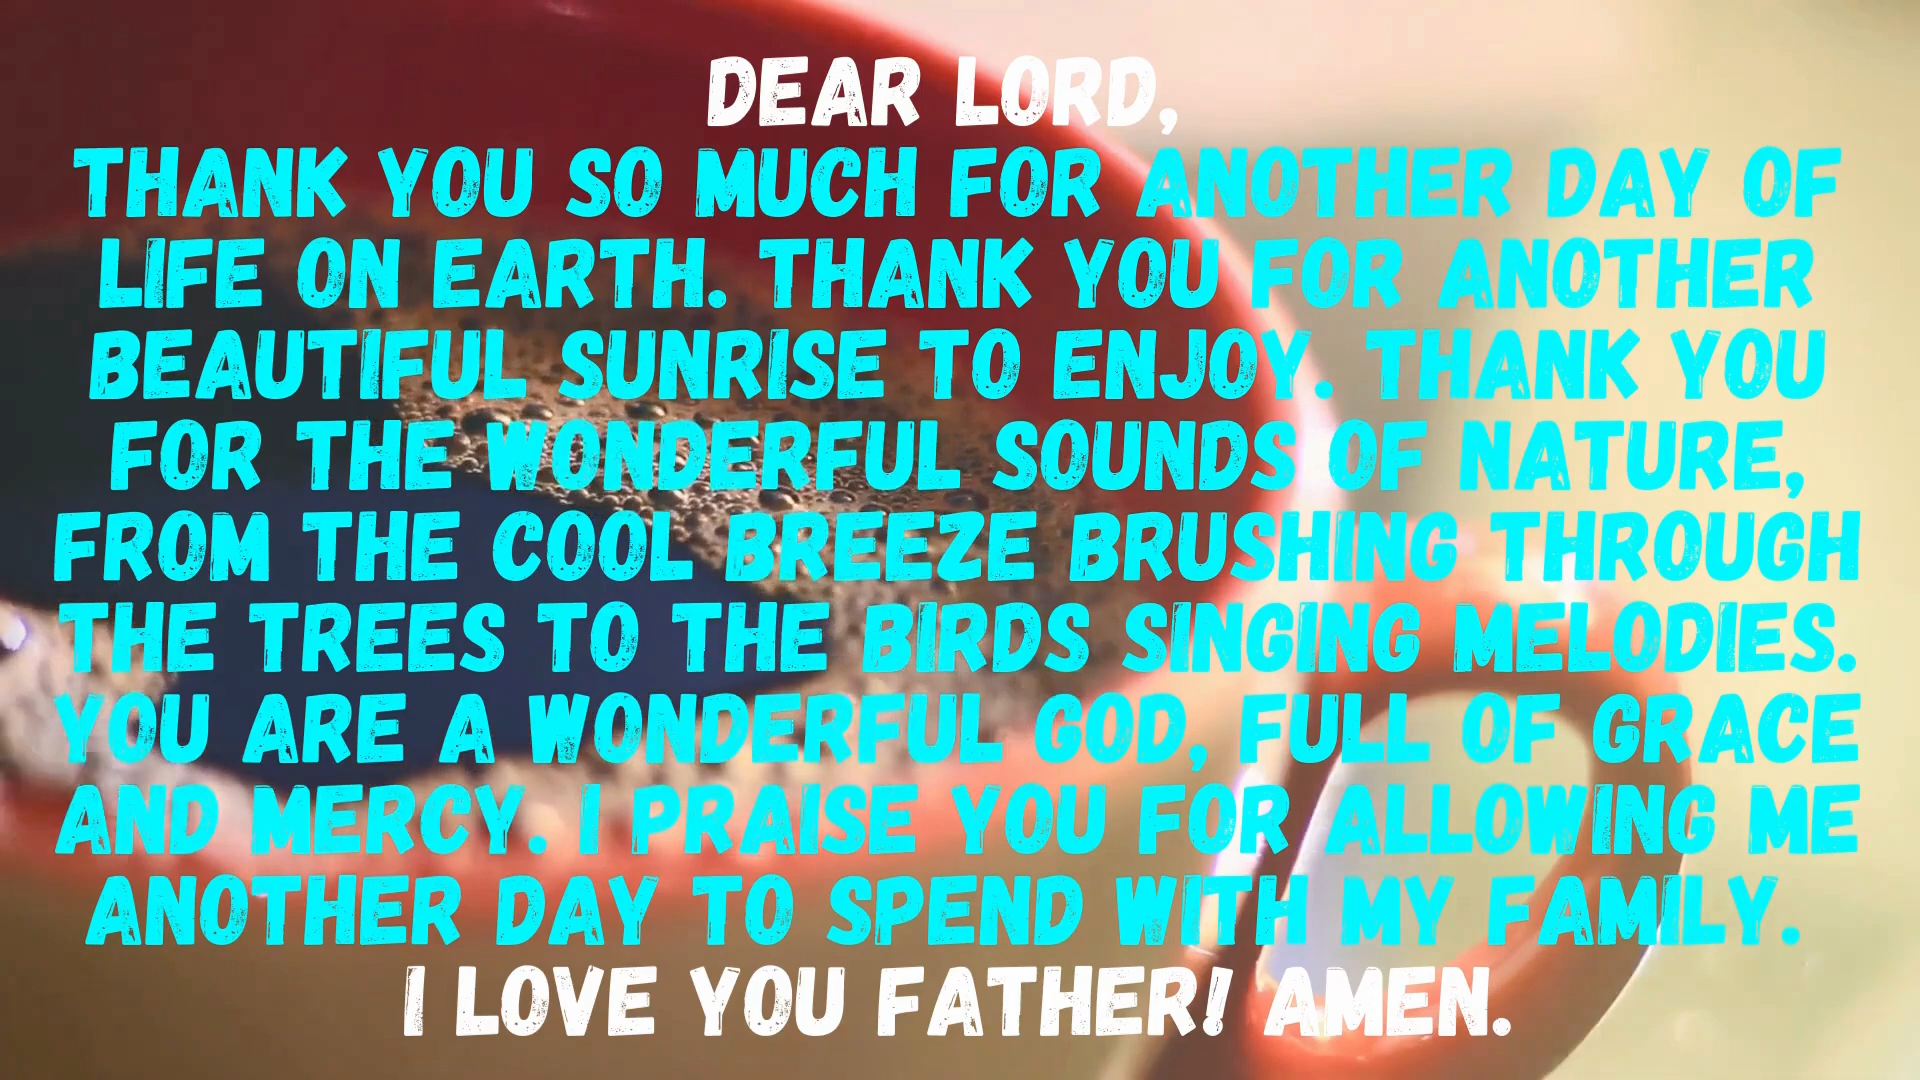 DEAR LORD,
THANK YOU SO MUCH FOR ANOTHER DAY OF
LIFE ON EARTH. THANK YOU FOR ANOTHER
BEAUTIFUL SUNRISE TO ENJOY. THANK YOU
FOR THE WONDERFUL SOUNDS OF NATURE,
FROM THE COOL BREEZE BRUSHING THROUGH
THE TREES TO THE BIRDS SINGING MELODIES.
YOU ARE A WONDERFUL GOD, FULL OF GRACE
AND MERCY. I PRAISE YOU FOR ALLOWING ME
ANOTHER DAY TO SPEND WITH MY FAMILY.
I LOVE YOU FATHER! AMEN.